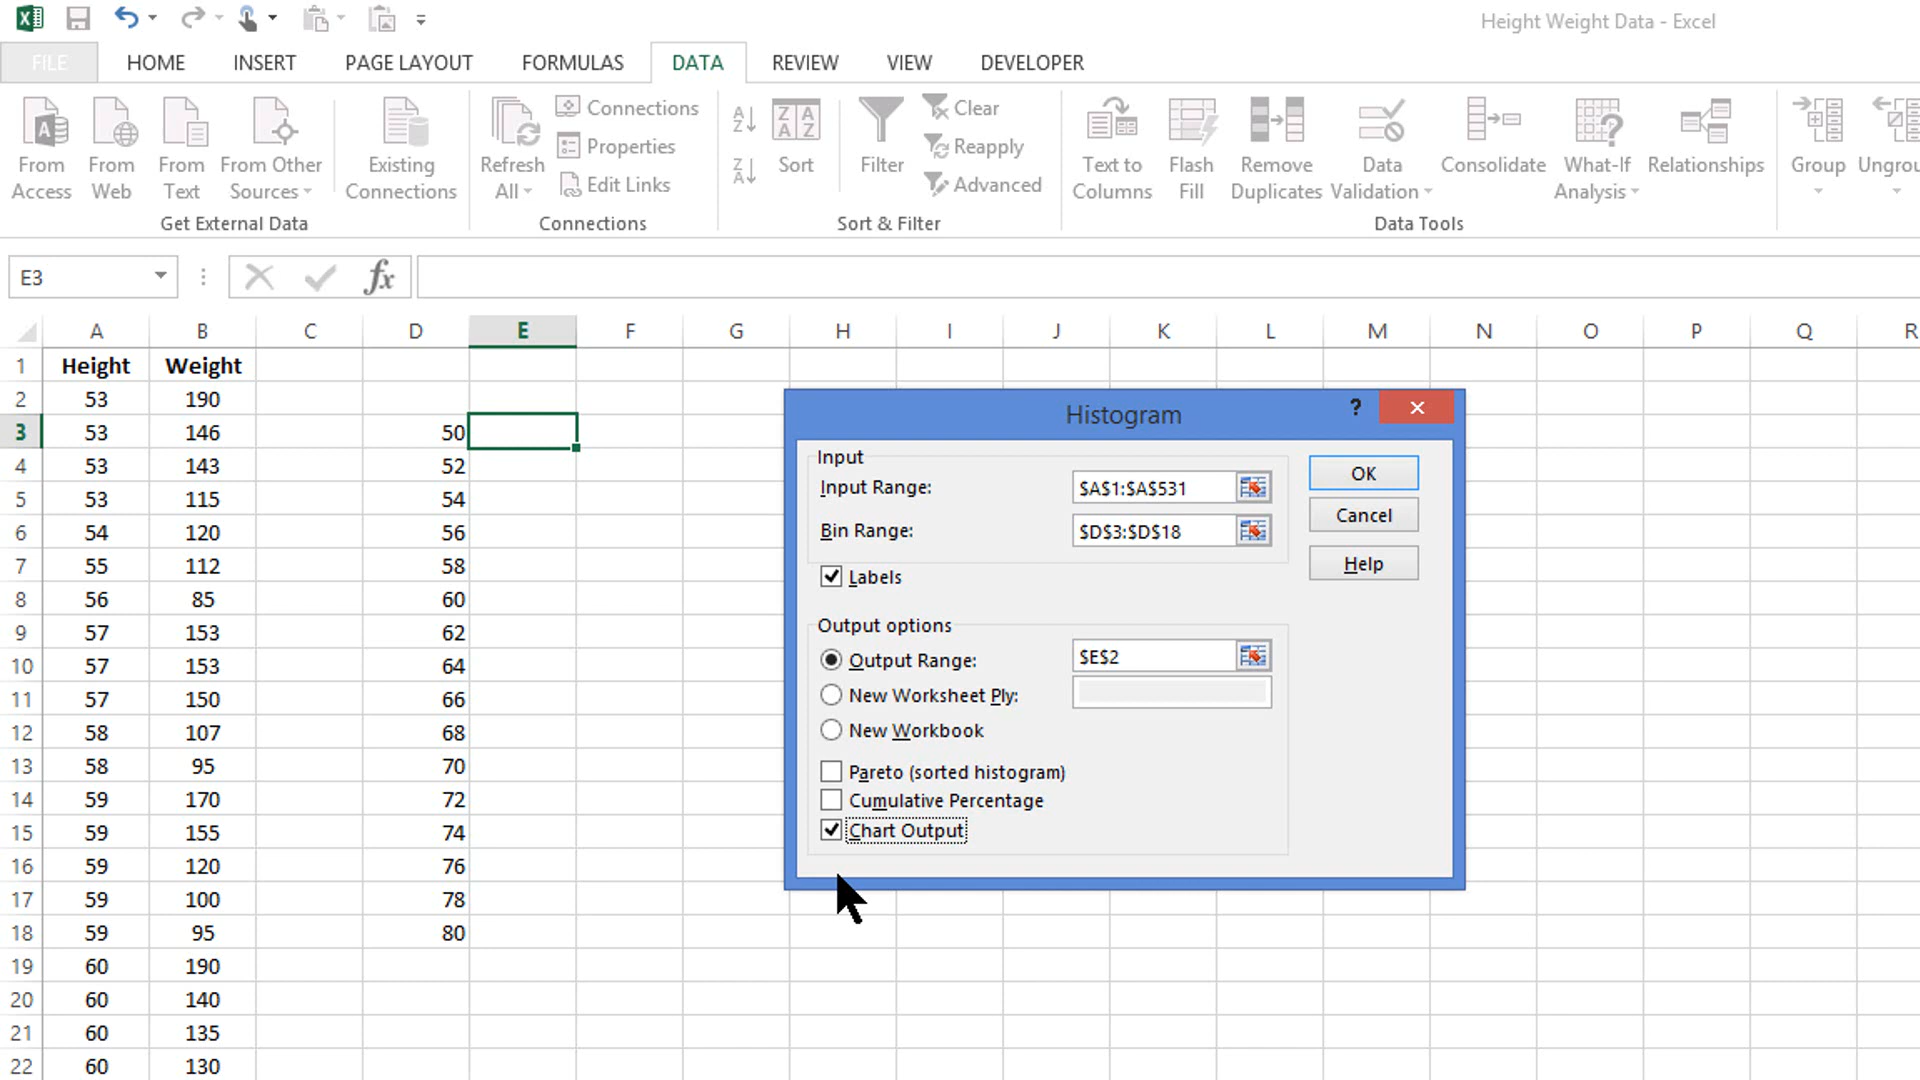 Height Weight Data - Excel
FILE HOME INSERT PAGE LAYOUT FORMULAS DATA REVIEW VIEW DEVELOPER
From Access
From Web
From Text
From Other Sources
Existing Connections
Get External Data
Refresh All
Connections
Properties
Edit Links
Connections
A Z
Z A
Z A A Z
Sort
Filter
Clear
Reapply
Advanced
Sort & Filter
Text to Columns
Flash Fill
Remove Duplicates
Data Validation
Consolidate
What-If Analysis
Relationships
Data Tools
Group
Ungrou
E3 fx
A B C D E F G H I J K L M N O P Q R
1 Height Weight
2 53 190
3 53 146 50
4 53 143 52
5 53 115 54
6 54 120 56
7 55 112 58
8 56 85 60
9 57 153 62
10 57 153 64
11 57 150 66
12 58 107 68
13 58 95 70
14 59 170 72
15 59 155 74
16 59 120 76
17 59 100 78
18 59 95 80
19 60 190
20 60 140
21 60 135
22 60 130
Histogram ?
Input
Input Range: $A$1:$A$531
Bin Range: $D$3:$D$18
Labels
OK
Cancel
Help
Output options
Output Range: $E$2
New Worksheet Ply:
New Workbook
Pareto (sorted histogram)
Cumulative Percentage
Chart Output